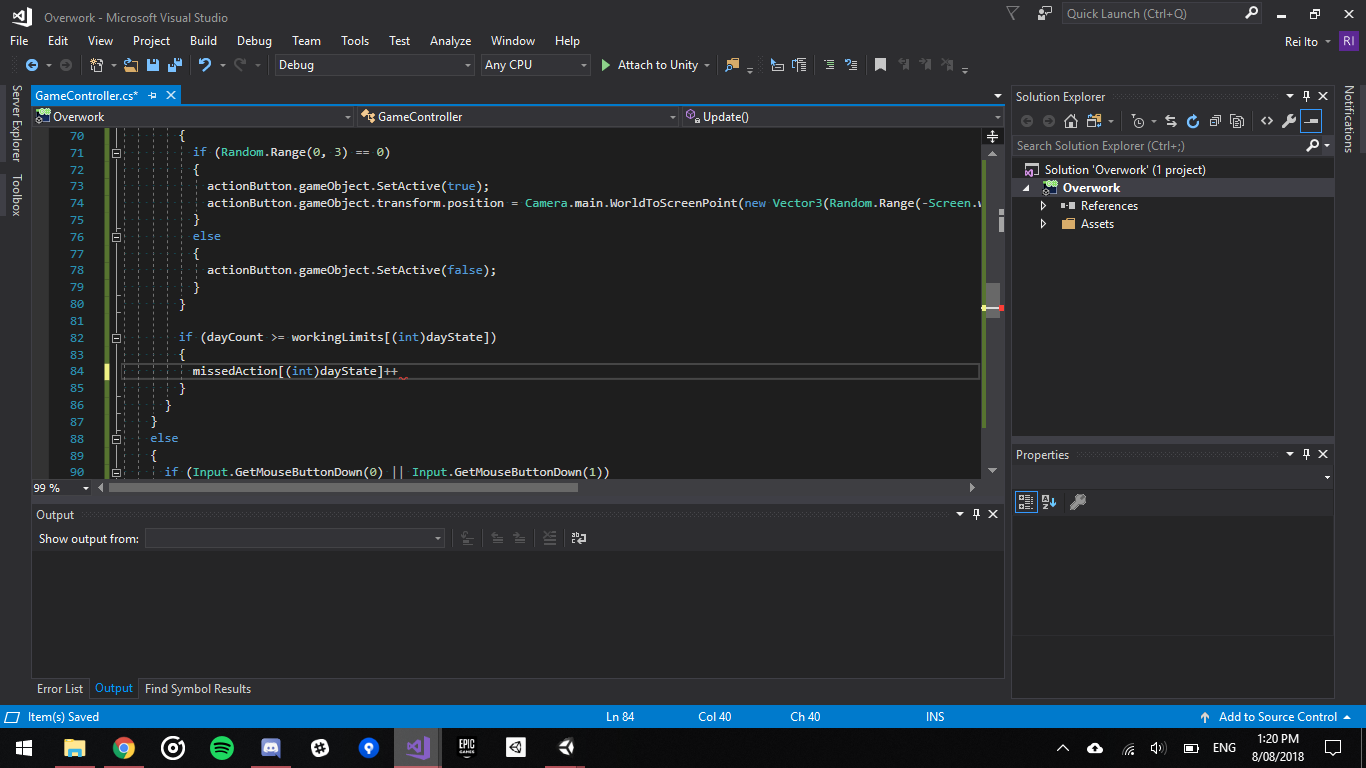 Overwork - Microsoft Visual Studio
Quick Launch (Ctrl+Q)
File Edit View Project Build Debug Team Tools Test Analyze Window Help
Rei Ito RI
Debug Any CPU Attach to Unity
Server Explorer
Toolbox
Notifications
GameController.cs*
Overwork GameController Update()
70 {
71 if (Random.Range(0, 3) == 0)
72 {
73 actionButton.gameObject.SetActive(true);
74 actionButton.gameObject.transform.position = Camera.main.WorldToScreenPoint(new Vector3(Random.Range(-Screen.w
75 }
76 else
77 {
78 actionButton.gameObject.SetActive(false);
79 }
80 }
81
82 if (dayCount >= workingLimits[(int)dayState])
83 {
84 missedAction[(int)dayState]++
85 }
86 }
87 }
88 else
89 {
90 if (Input.GetMouseButtonDown(0) || Input.GetMouseButtonDown(1))
99 %
Output
Show output from:
Error List Output Find Symbol Results
Solution Explorer
Search Solution Explorer (Ctrl+;)
Solution 'Overwork' (1 project)
Overwork
References
Assets
Properties
Item(s) Saved Ln 84 Col 40 Ch 40 INS Add to Source Control
EPIC GAMES
ENG
1:20 PM
8/08/2018